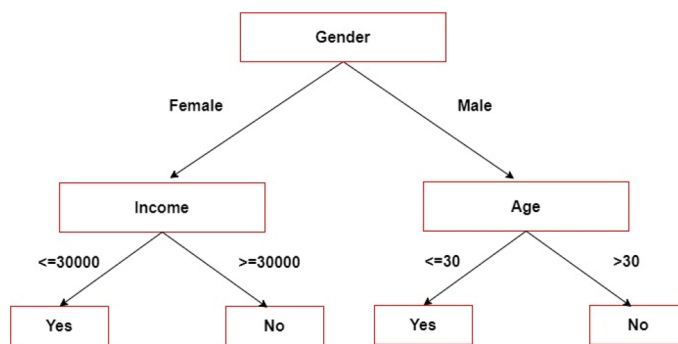 Gender
Female
Male
Income
Age
<=30000
>=30000
<=30
>30
Yes
No
Yes
No